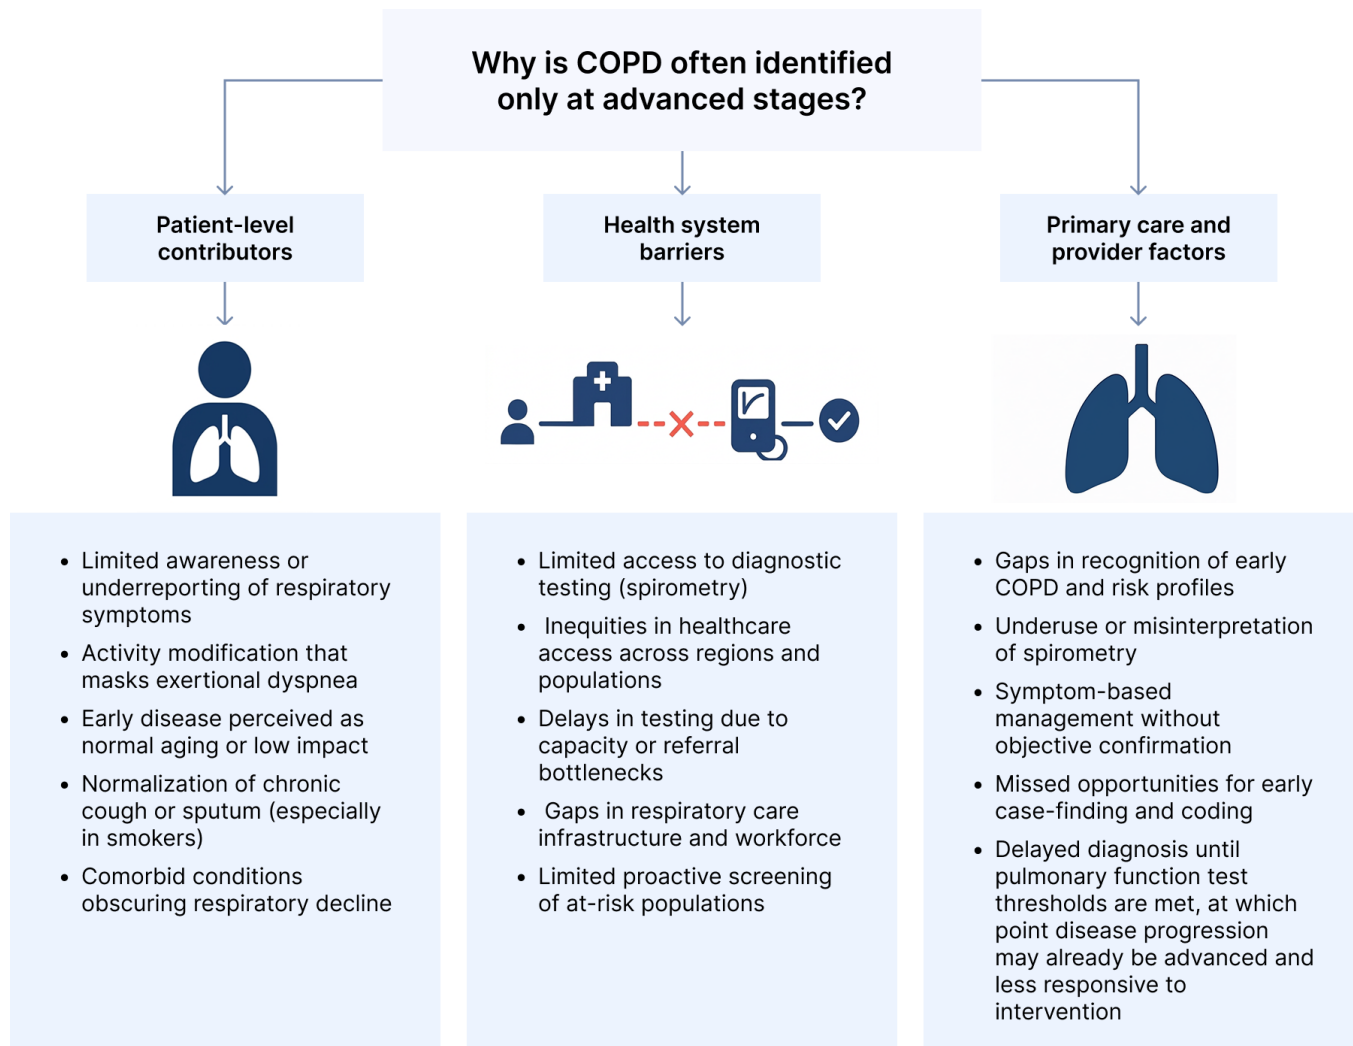 Why is COPD often identified
only at advanced stages?
Patient-level
contributors
Health system
barriers
Primary care and
provider factors
• Limited awareness or
underreporting of respiratory
symptoms
• Activity modification that
masks exertional dyspnea
• Early disease perceived as
normal aging or low impact
• Normalization of chronic
cough or sputum (especially
in smokers)
• Comorbid conditions
obscuring respiratory decline
• Limited access to diagnostic
testing (spirometry)
• Inequities in healthcare
access across regions and
populations
• Delays in testing due to
capacity or referral
bottlenecks
• Gaps in respiratory care
infrastructure and workforce
• Limited proactive screening
of at-risk populations
• Gaps in recognition of early
COPD and risk profiles
• Underuse or misinterpretation
of spirometry
• Symptom-based
management without
objective confirmation
• Missed opportunities for early
case-finding and coding
• Delayed diagnosis until
pulmonary function test
thresholds are met, at which
point disease progression
may already be advanced and
less responsive to
intervention